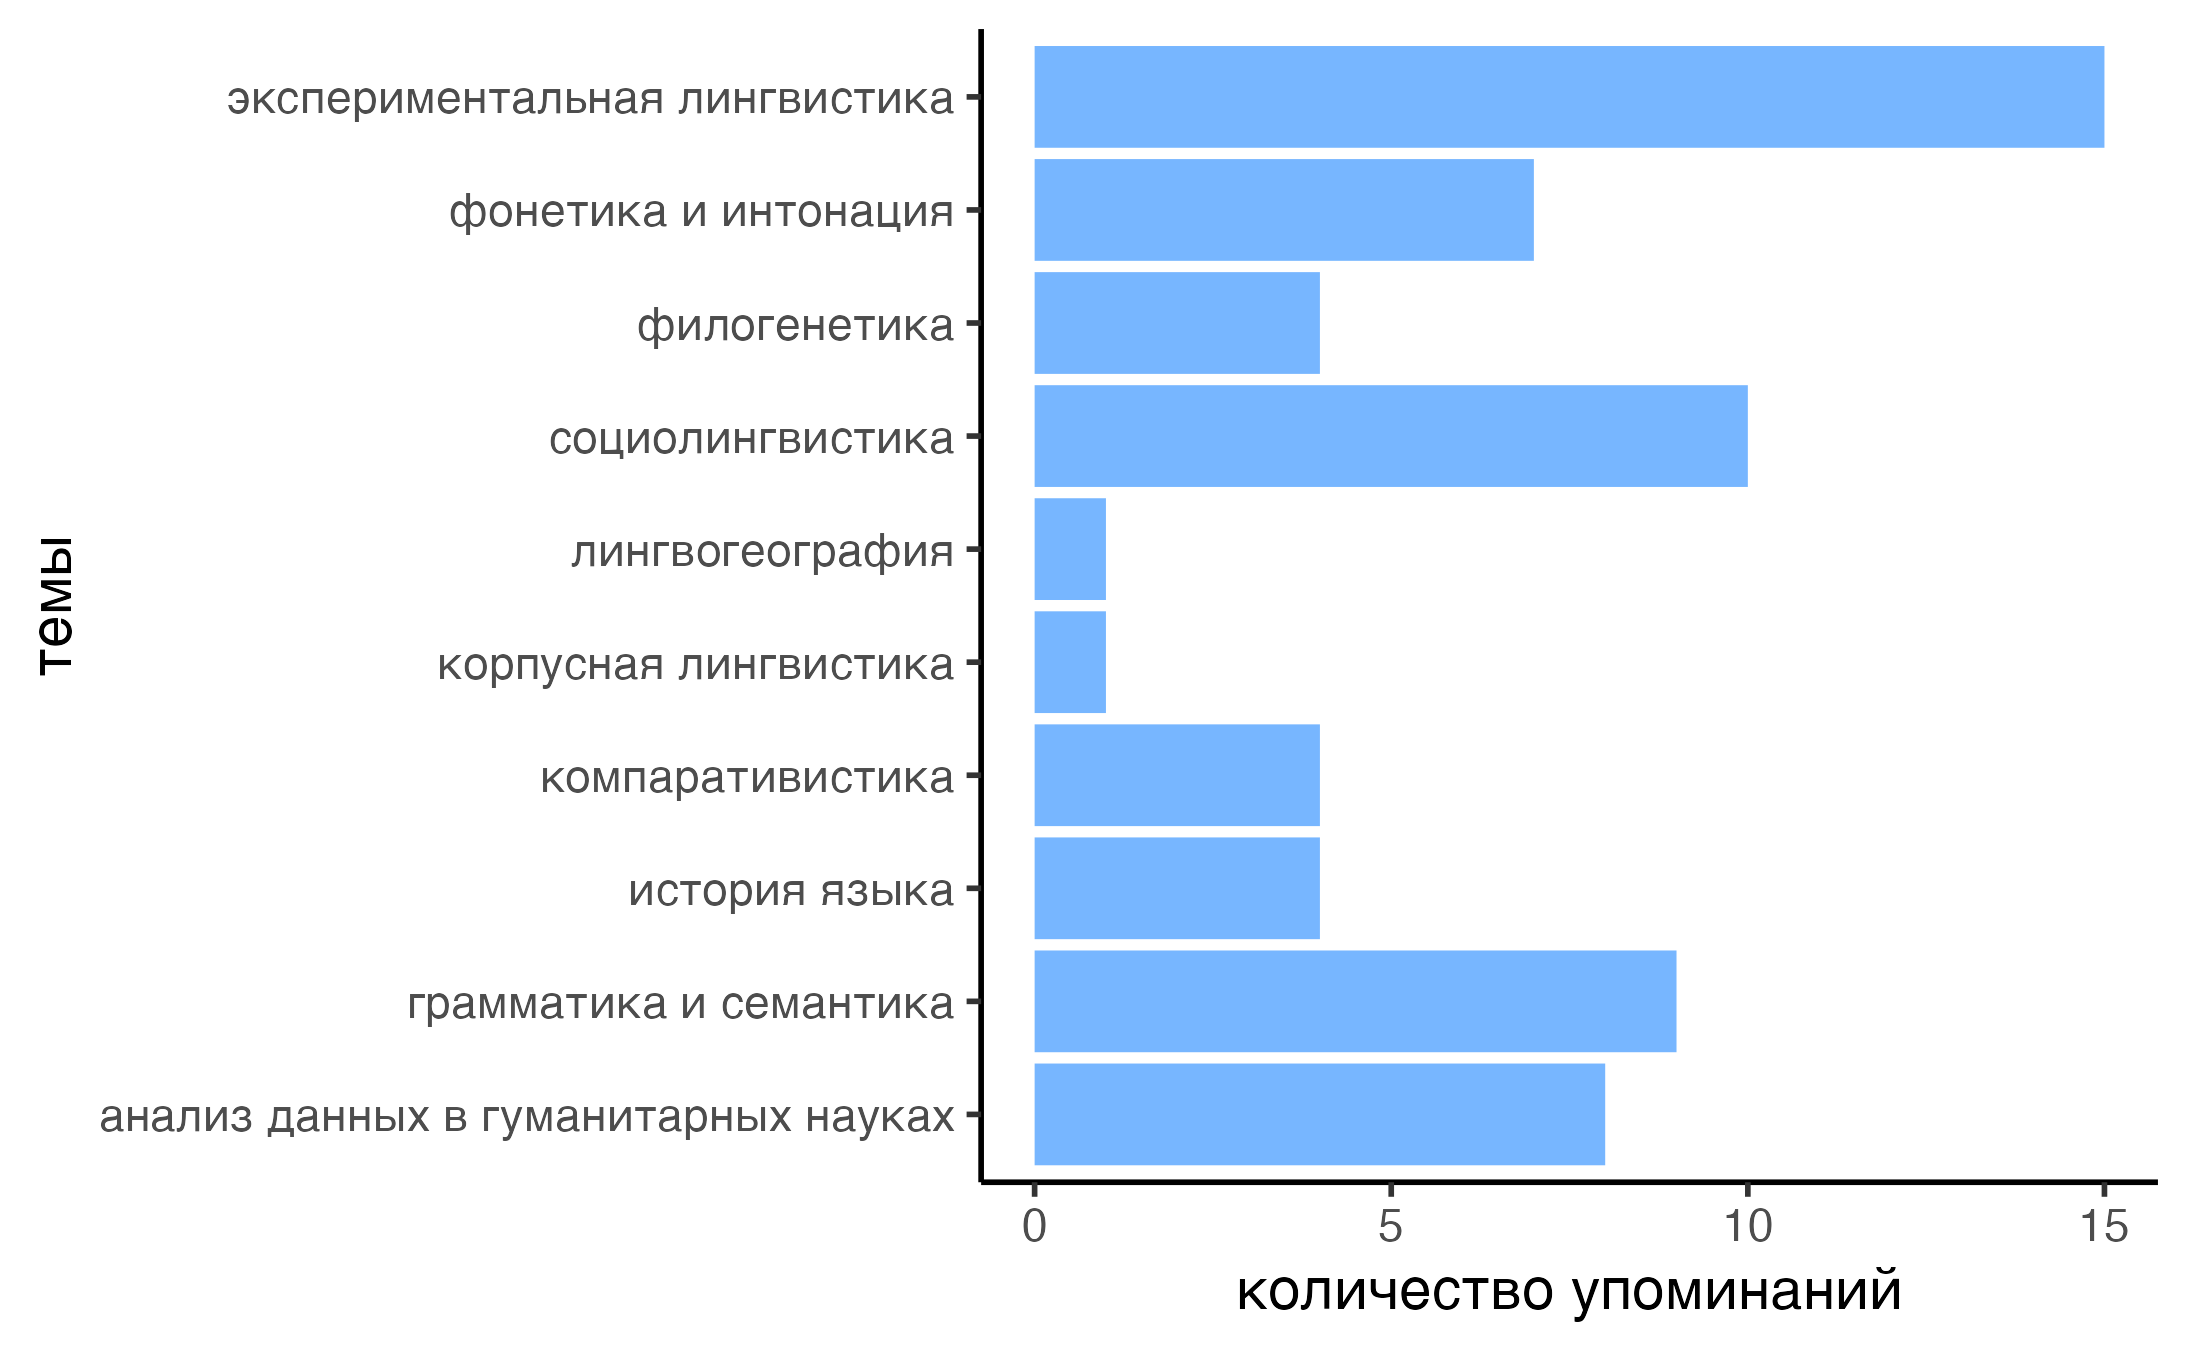 экспериментальная лингвистика
фонетика и интонация
филогенетика
социолингвистика
лингвогеография
корпусная лингвистика
компаративистика
история языка
грамматика и семантика
анализ данных в гуманитарных науках
темы
0 5 10 15
количество упоминаний